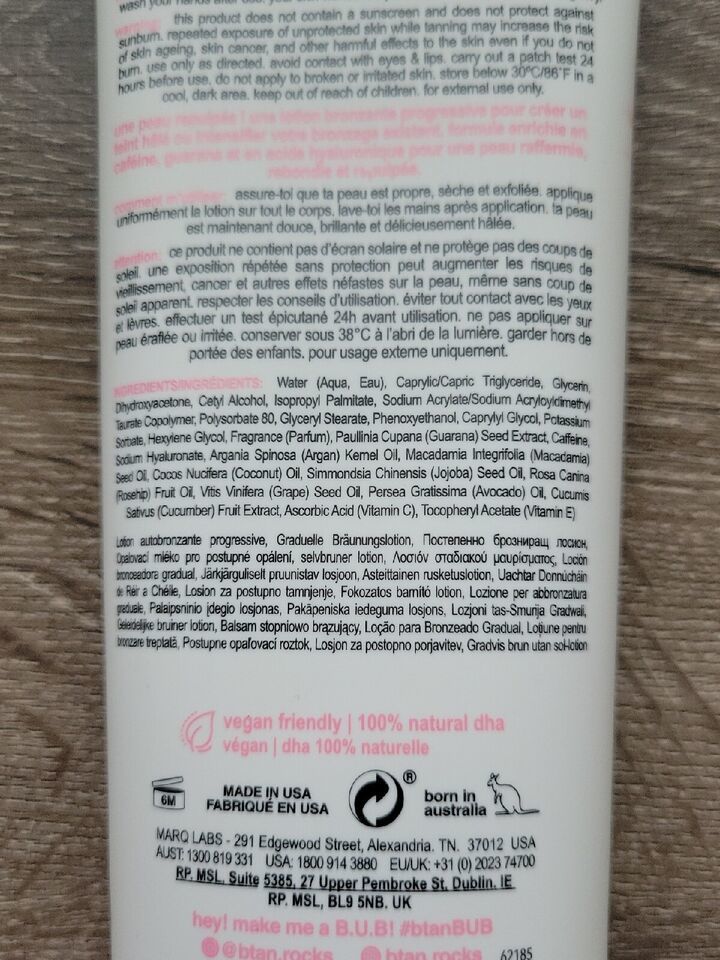 wash your hands after use. your skin
warning: this product does not contain a sunscreen and does not protect against
sunburn. repeated exposure of unprotected skin while tanning may increase the risk
of skin ageing, skin cancer, and other harmful effects to the skin even if you do not
burn. use only as directed. avoid contact with eyes & lips. carry out a patch test 24
hours before use. do not apply to broken or irritated skin. store below 30°C/86°F in a
cool, dark area. keep out of reach of children. for external use only.
une peau repulpée ! une lotion bronzante progressive pour créer un
teint hâlé ou intensifier votre bronzage existant. formule enrichie en
caféine, guarana et en acide hyaluronique pour une peau raffermie,
rebondie et repulpée.
comment m'utiliser: assure-toi que ta peau est propre, sèche et exfoliée. applique
uniformément la lotion sur tout le corps. lave-toi les mains après application. ta peau
est maintenant douce, brillante et délicieusement hâlée.
attention: ce produit ne contient pas d'écran solaire et ne protège pas des coups de
soleil. une exposition répétée sans protection peut augmenter les risques de
vieillissement, cancer et autres effets néfastes sur la peau, même sans coup de
soleil apparent. respecter les conseils d'utilisation. éviter tout contact avec les yeux
et lèvres. effectuer un test épicutané 24h avant utilisation. ne pas appliquer sur
peau éraflée ou irritée. conserver sous 38°C à l'abri de la lumière. garder hors de
portée des enfants. pour usage externe uniquement.
INGREDIENTS/INGRÉDIENTS: Water (Aqua, Eau), Caprylic/Capric Triglyceride, Glycerin,
Dihydroxyacetone, Cetyl Alcohol, Isopropyl Palmitate, Sodium Acrylate/Sodium Acryloyldimethyl
Taurate Copolymer, Polysorbate 80, Glyceryl Stearate, Phenoxyethanol, Caprylyl Glycol, Potassium
Sorbate, Hexylene Glycol, Fragrance (Parfum), Paullinia Cupana (Guarana) Seed Extract, Caffeine,
Sodium Hyaluronate, Argania Spinosa (Argan) Kernel Oil, Macadamia Integrifolia (Macadamia)
Seed Oil, Cocos Nucifera (Coconut) Oil, Simmondsia Chinensis (Jojoba) Seed Oil, Rosa Canina
(Rosehip) Fruit Oil, Vitis Vinifera (Grape) Seed Oil, Persea Gratissima (Avocado) Oil, Cucumis
Sativus (Cucumber) Fruit Extract, Ascorbic Acid (Vitamin C), Tocopheryl Acetate (Vitamin E)
Lotion autobronzante progressive, Graduelle Bräunungslotion, Постепенно брозниращ лосион,
Opalovací mléko pro postupné opálení, selvbruner lotion, Λοσιόν σταδιακού μαυρίσματος, Loción
bronceadora gradual, Järkjärguliselt pruunistav losjoon, Asteittainen rusketuslotion, Uachtar Donnúcháin
de Réir a Chéile, Losion za postupno tamnjenje, Fokozatos barnító lotion, Lozione per abbronzatura
graduale, Palaipsninio įdegio losjonas, Pakāpeniska iedeguma losjons, Lozjoni tas-Smurija Gradwali,
Geleidelijke bruiner lotion, Balsam stopniowo brązujący, Loção para Bronzeado Gradual, Loțiune pentru
bronzare treptată, Postupne opaľovací roztok, Losjon za postopno porjavitev, Gradvis brun utan sol-lotion
vegan friendly | 100% natural dha
végan | dha 100% naturelle
6M
MADE IN USA
FABRIQUÉ EN USA
®
born in
australia
MARQ LABS - 291 Edgewood Street, Alexandria. TN. 37012 USA
AUST: 1300 819 331 USA: 1800 914 3880 EU/UK: +31 (0) 2023 74700
RP. MSL, Suite 5385, 27 Upper Pembroke St, Dublin. IE
RP. MSL, BL9 5NB. UK
hey! make me a B.U.B! #btanBUB
@btan.rocks btan.rocks 62185